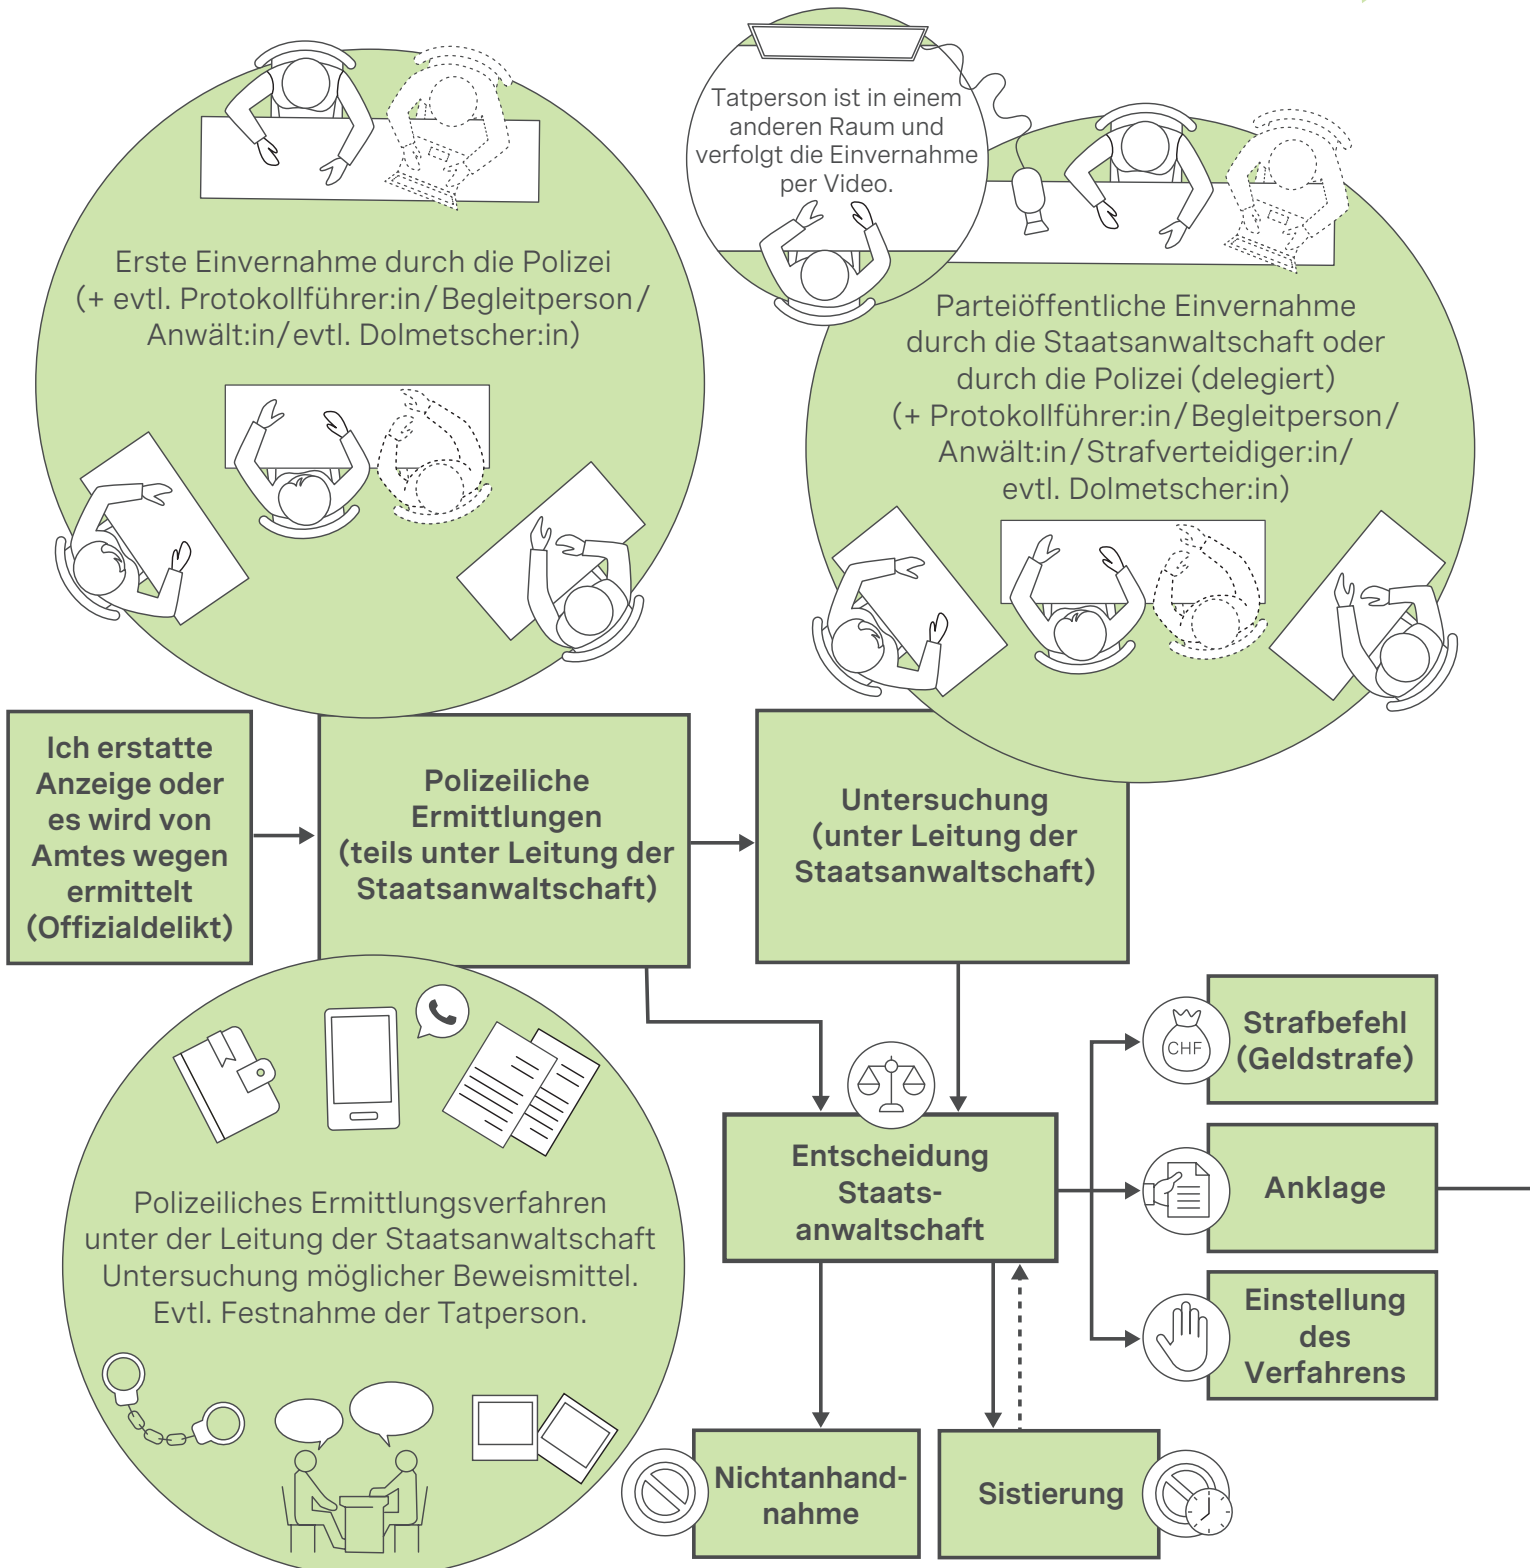 Tatperson ist in einem
anderen Raum und
verfolgt die Einvernahme
per Video.
Erste Einvernahme durch die Polizei
(+ evtl. Protokollführer:in/Begleitperson/
Anwält:in/evtl. Dolmetscher:in)
Parteiöffentliche Einvernahme
durch die Staatsanwaltschaft oder
durch die Polizei (delegiert)
(+ Protokollführer:in/Begleitperson/
Anwält:in/Strafverteidiger:in/
evtl. Dolmetscher:in)
Ich erstatte
Anzeige oder
es wird von
Amtes wegen
ermittelt
(Offizialdelikt)
Polizeiliche
Ermittlungen
(teils unter Leitung der
Staatsanwaltschaft)
Untersuchung
(unter Leitung der
Staatsanwaltschaft)
Polizeiliches Ermittlungsverfahren
unter der Leitung der Staatsanwaltschaft
Untersuchung möglicher Beweismittel.
Evtl. Festnahme der Tatperson.
Entscheidung
Staats-
anwaltschaft
CHF
Strafbefehl
(Geldstrafe)
Anklage
Einstellung
des
Verfahrens
Nichtanhand-
nahme
Sistierung